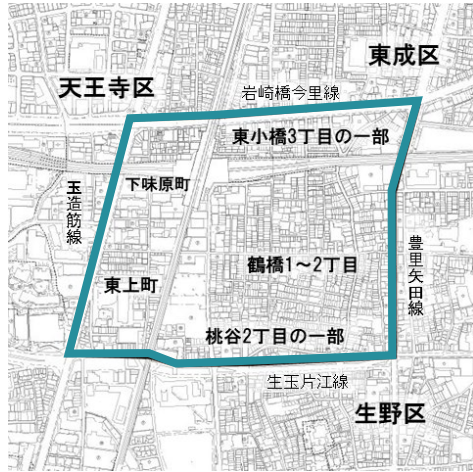 東成区
天王寺区
岩崎橋今里線
東小橋3丁目の一部
下味原町
玉造筋線
鶴橋1～2丁目
豊里矢田線
東上町
桃谷2丁目の一部
生玉片江線
生野区